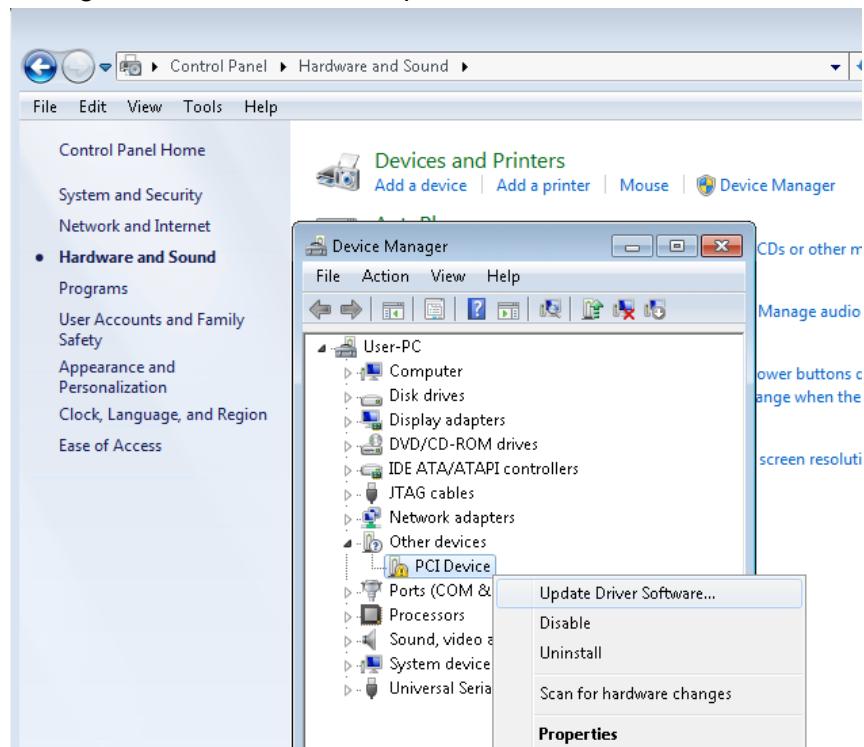 Control Panel Hardware and Sound
File Edit View Tools Help
Control Panel Home
System and Security
Network and Internet
Hardware and Sound
Programs
User Accounts and Family
Safety
Appearance and
Personalization
Clock, Language, and Region
Ease of Access
Devices and Printers
Add a device Add a printer Mouse Device Manager
CDs or other m
Manage audio
ower buttons
ange when the
screen resoluti
Device Manager
File Action View Help
User-PC
Computer
Disk drives
Display adapters
DVD/CD-ROM drives
IDE ATA/ATAPI controllers
JTAG cables
Network adapters
Other devices
PCI Device
Ports (COM &
Processors
Sound, video a
System device
Universal Seria
Update Driver Software...
Disable
Uninstall
Scan for hardware changes
Properties